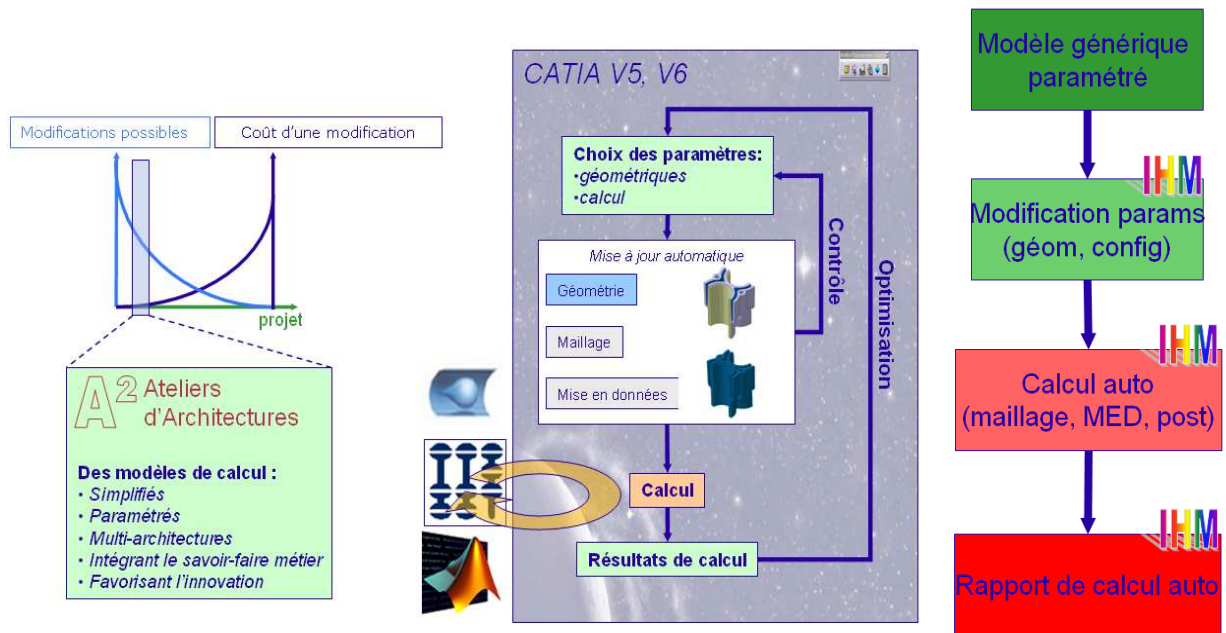 Modifications possibles
Coût d'une modification
projet
A2 Ateliers
d'Architectures
Des modèles de calcul :
• Simplifiés
• Paramétrés
• Multi-architectures
• Intégrant le savoir-faire métier
• Favorisant l'innovation
CATIA V5, V6
Choix des paramètres:
•géométriques
•calcul
Mise à jour automatique
Géométrie
Maillage
Mise en données
Contrôle
Optimisation
Calcul
Résultats de calcul
Modèle générique
paramétré
IHM
Modification params
(géom, config)
IHM
Calcul auto
(maillage, MED, post)
IHM
Rapport de calcul auto